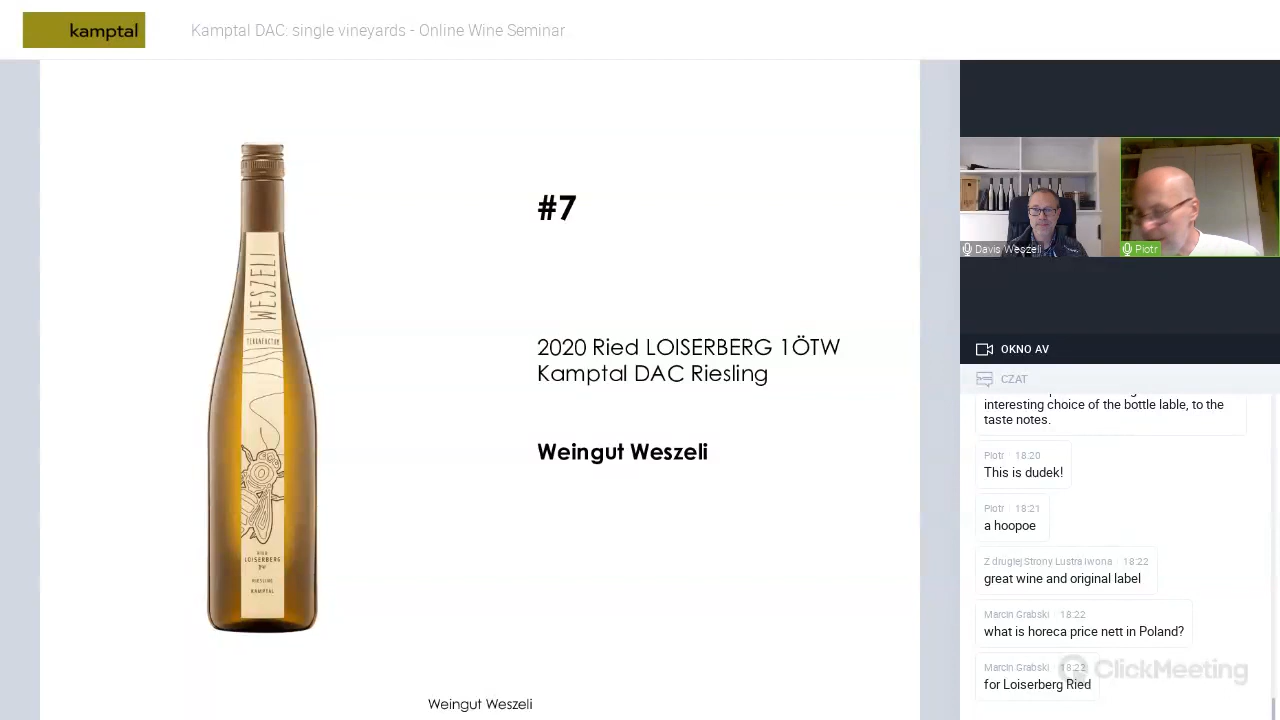 kamptal
Kamptal DAC: single vineyards - Online Wine Seminar
WESZELI
TERRAFACTUM
RIED
LOISERBERG
RIESLING
KAMPTAL
#7
2020 Ried LOISERBERG 1ÖTW
Kamptal DAC Riesling
Weingut Weszeli
Weingut Weszeli
Davis Weszeli
Piotr
OKNO AV
CZAT
interesting choice of the bottle lable, to the
taste notes.
Piotr 18:20
This is dudek!
Piotr 18:21
a hoopoe
Z drugiej Strony Lustra Iwona 18:22
great wine and original label
Marcin Grabski 18:22
what is horeca price nett in Poland?
Marcin Grabski 18:22
for Loiserberg Ried
ClickMeeting